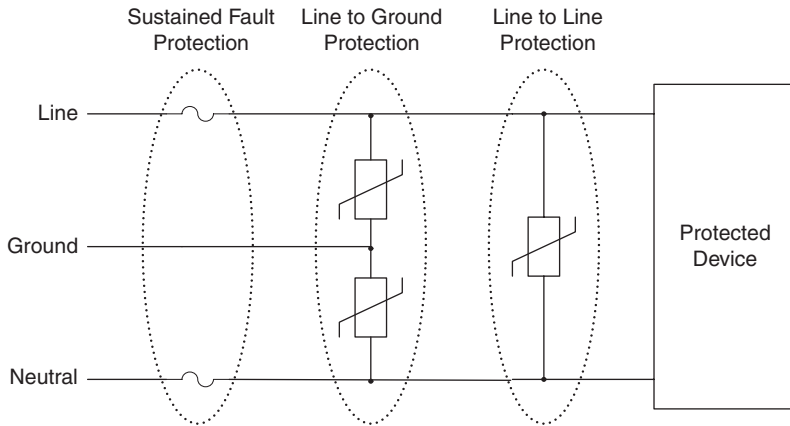 Sustained Fault
Protection
Line to Ground
Protection
Line to Line
Protection
Line
Ground
Neutral
Protected
Device